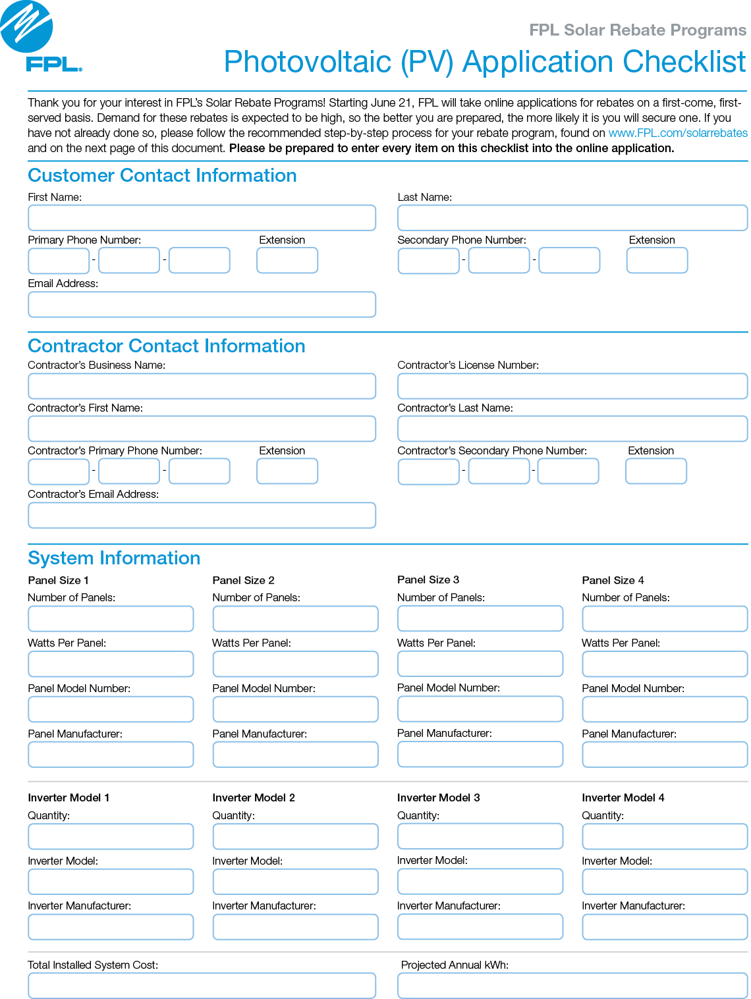 FPL®
FPL Solar Rebate Programs
Photovoltaic (PV) Application Checklist
Thank you for your interest in FPL’s Solar Rebate Programs! Starting June 21, FPL will take online applications for rebates on a first-come, first-
served basis. Demand for these rebates is expected to be high, so the better you are prepared, the more likely it is you will secure one. If you
have not already done so, please follow the recommended step-by-step process for your rebate program, found on www.FPL.com/solarrebates
and on the next page of this document. Please be prepared to enter every item on this checklist into the online application.
Customer Contact Information
First Name: Last Name:
Primary Phone Number: Extension Secondary Phone Number: Extension
- - - -
Email Address:
Contractor Contact Information
Contractor’s Business Name: Contractor’s License Number:
Contractor’s First Name: Contractor’s Last Name:
Contractor’s Primary Phone Number: Extension Contractor’s Secondary Phone Number: Extension
- - - -
Contractor’s Email Address:
System Information
Panel Size 1 Panel Size 2 Panel Size 3 Panel Size 4
Number of Panels: Number of Panels: Number of Panels: Number of Panels:
Watts Per Panel: Watts Per Panel: Watts Per Panel: Watts Per Panel:
Panel Model Number: Panel Model Number: Panel Model Number: Panel Model Number:
Panel Manufacturer: Panel Manufacturer: Panel Manufacturer: Panel Manufacturer:
Inverter Model 1 Inverter Model 2 Inverter Model 3 Inverter Model 4
Quantity: Quantity: Quantity: Quantity:
Inverter Model: Inverter Model: Inverter Model: Inverter Model:
Inverter Manufacturer: Inverter Manufacturer: Inverter Manufacturer: Inverter Manufacturer:
Total Installed System Cost: Projected Annual kWh: